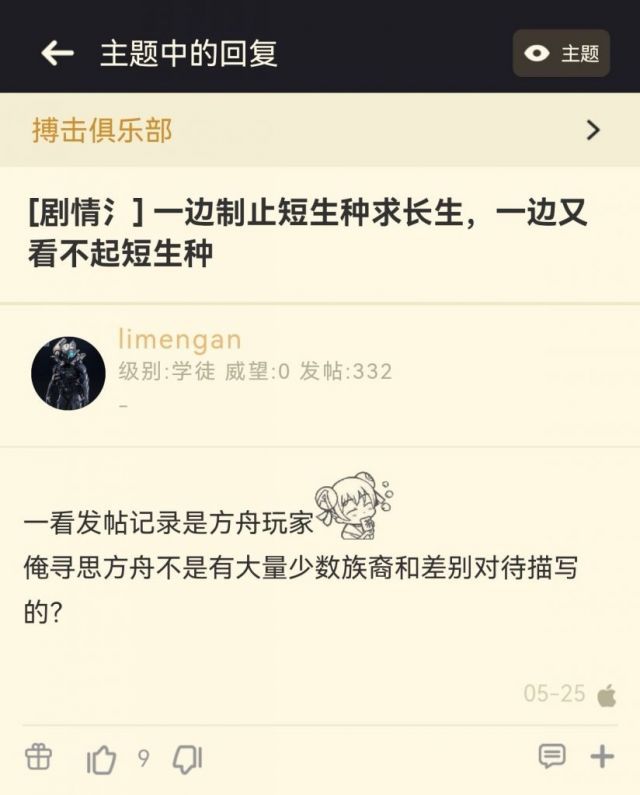 主题中的回复
主题
搏击俱乐部
[剧情氵] 一边制止短生种求长生，一边又
看不起短生种
limengan
级别:学徒 威望:0 发帖:332
–
一看发帖记录是方舟玩家
俺寻思方舟不是有大量少数族裔和差别对待描写
的?
05-25
9